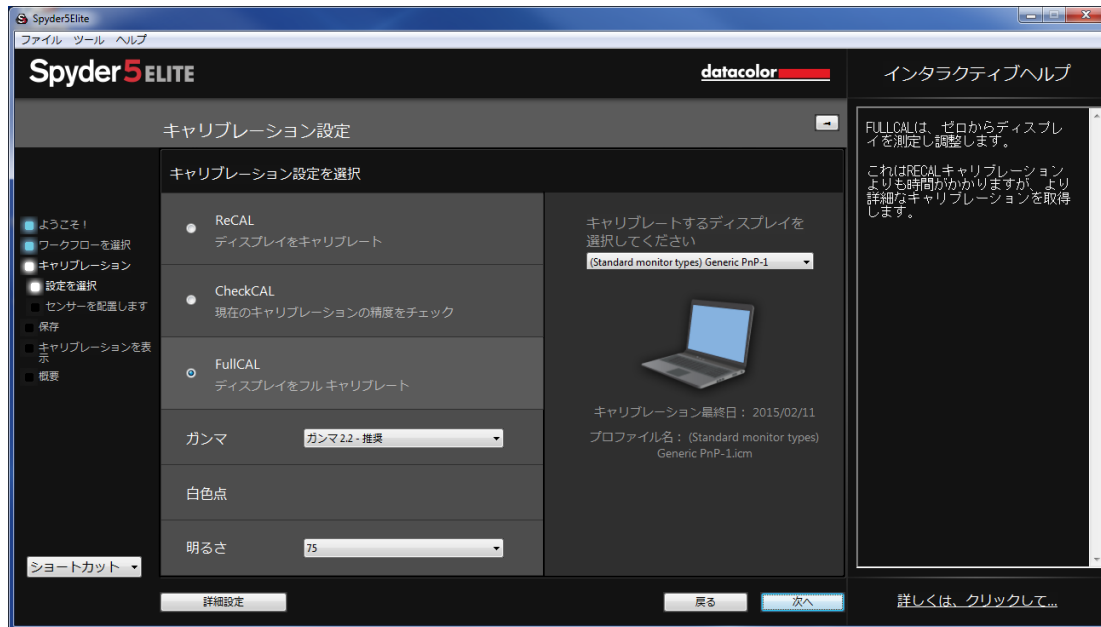 Spyder5Elite
ファイル ツール ヘルプ
Spyder5ELITE
datacolor
インタラクティブヘルプ
キャリブレーション設定
キャリブレーション設定を選択
ようこそ！
ワークフローを選択
キャリブレーション
設定を選択
センサーを配置します
保存
キャリブレーションを表
示
概要
ショートカット
ReCAL
ディスプレイをキャリブレート
CheckCAL
現在のキャリブレーションの精度をチェック
FullCAL
ディスプレイをフル キャリブレート
ガンマ ガンマ 2.2 - 推奨
白色点
明るさ 75
キャリブレートするディスプレイを
選択してください
(Standard monitor types) Generic PnP-1
キャリブレーション最終日： 2015/02/11
プロファイル名： (Standard monitor types)
Generic PnP-1.icm
FULLCALは、ゼロからディスプレ
イを測定し調整します。
これはRECALキャリブレーション
よりも時間がかかりますが、より
詳細なキャリブレーションを取得
します。
詳細設定
戻る
次へ
詳しくは、クリックして...